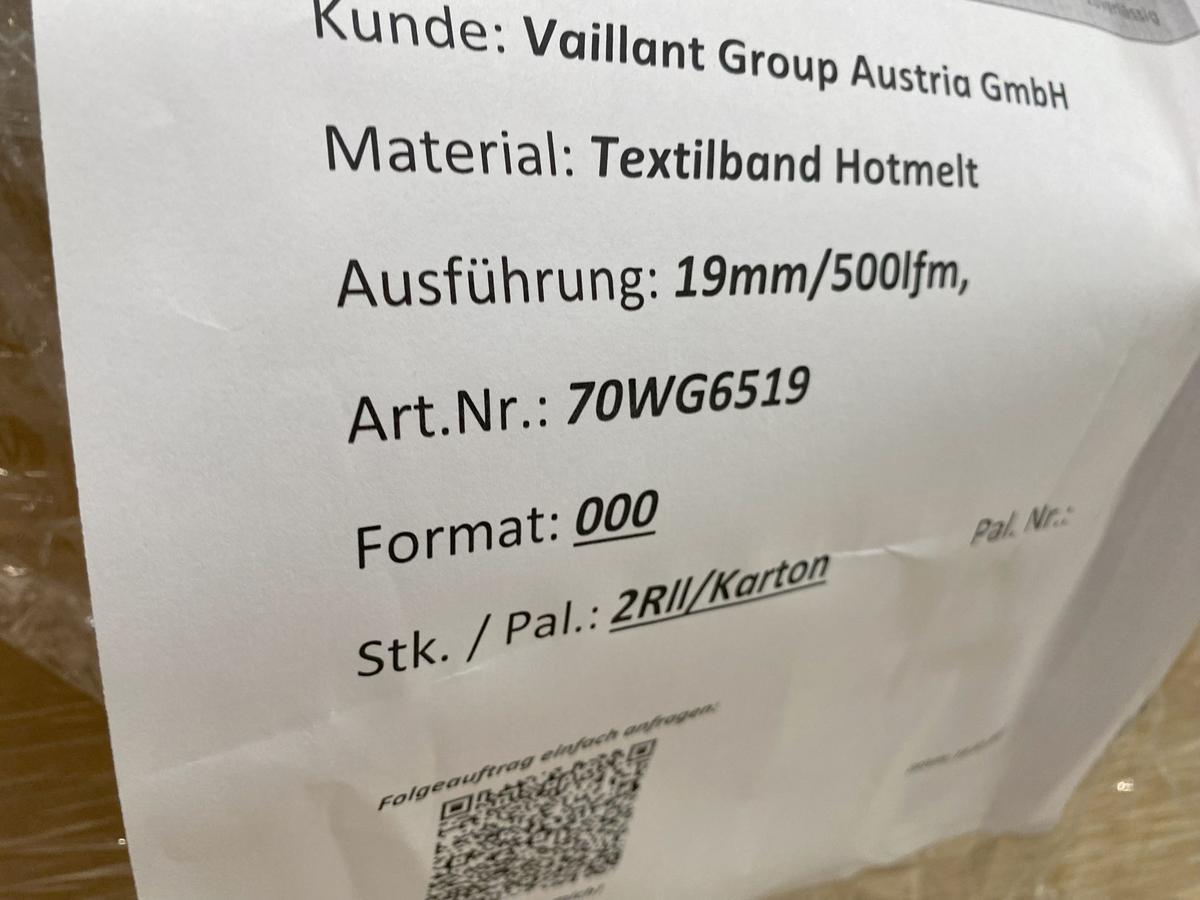 zuverlässig
Kunde: Vaillant Group Austria GmbH
Material: Textilband Hotmelt
Ausführung: 19mm/500lfm,
Art.Nr.: 70WG6519
Format: 000
Pal. Nr.:
Stk. / Pal.: 2Rll/Karton
Folgeauftrag einfach anfragen: